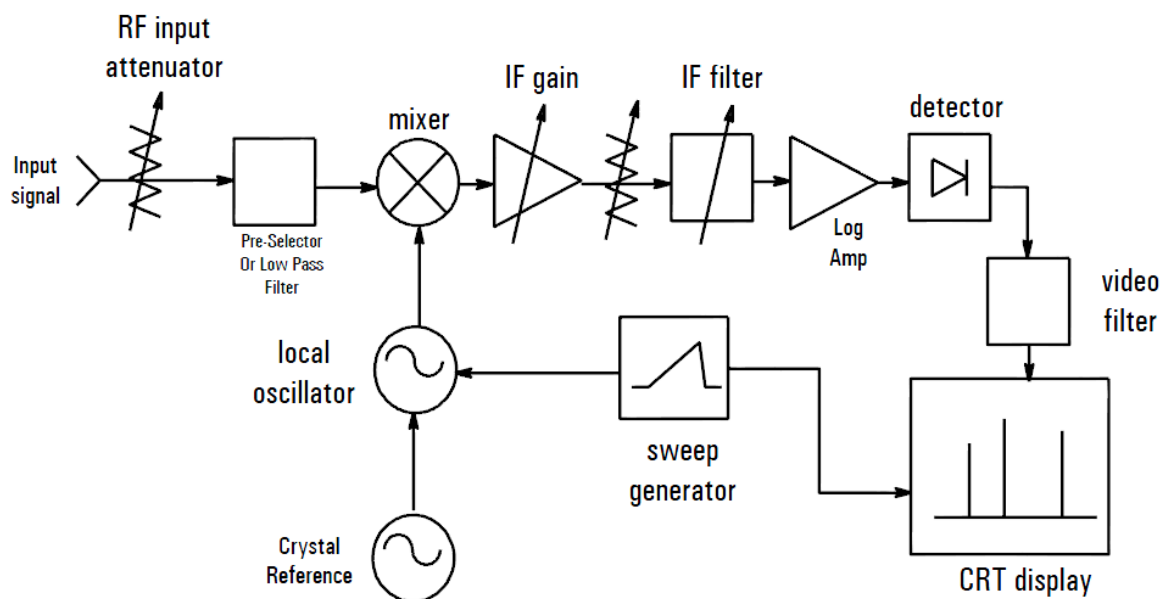 RF input
attenuator
Input
signal
Pre-Selector
Or Low Pass
Filter
mixer
IF gain
IF filter
Log
Amp
detector
video
filter
local
oscillator
sweep
generator
Crystal
Reference
CRT display